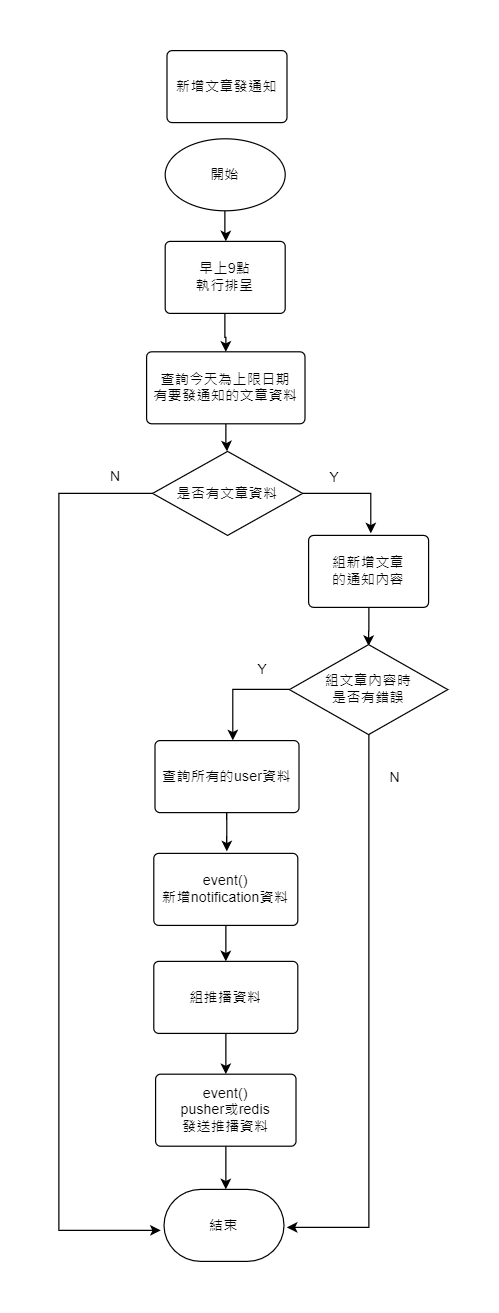 新增文章發通知
開始
早上9點
執行排呈
查詢今天為上限日期
有要發通知的文章資料
N
Y
是否有文章資料
組新增文章
的通知內容
組文章內容時
是否有錯誤
Y
N
查詢所有的user資料
event()
新增notification資料
組推播資料
event()
pusher或redis
發送推播資料
結束